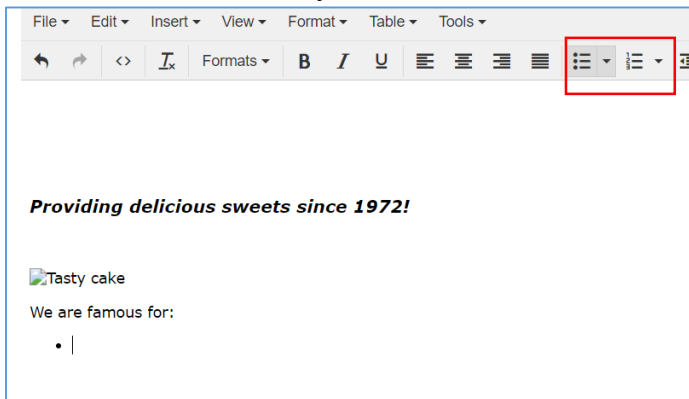 File Edit Insert View Format Table Tools
Formats B I U
Providing delicious sweets since 1972!
Tasty cake
We are famous for: